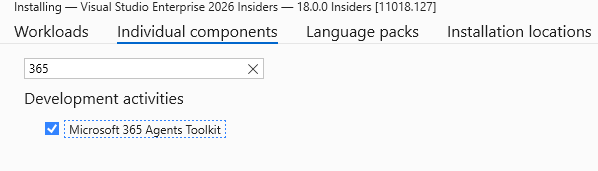 Installing — Visual Studio Enterprise 2026 Insiders — 18.0.0 Insiders [11018.127]
Workloads Individual components Language packs Installation locations
365
Development activities
Microsoft 365 Agents Toolkit